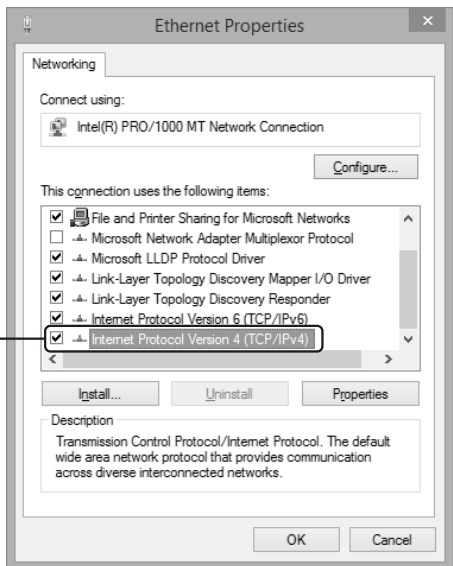 Ethernet Properties
Networking
Connect using:
Intel(R) PRO/1000 MT Network Connection
Configure...
This connection uses the following items:
File and Printer Sharing for Microsoft Networks
Microsoft Network Adapter Multiplexor Protocol
Microsoft LLDP Protocol Driver
Link-Layer Topology Discovery Mapper I/O Driver
Link-Layer Topology Discovery Responder
Internet Protocol Version 6 (TCP/IPv6)
Internet Protocol Version 4 (TCP/IPv4)
Install... Uninstall Properties
Description
Transmission Control Protocol/Internet Protocol. The default
wide area network protocol that provides communication
across diverse interconnected networks.
OK Cancel